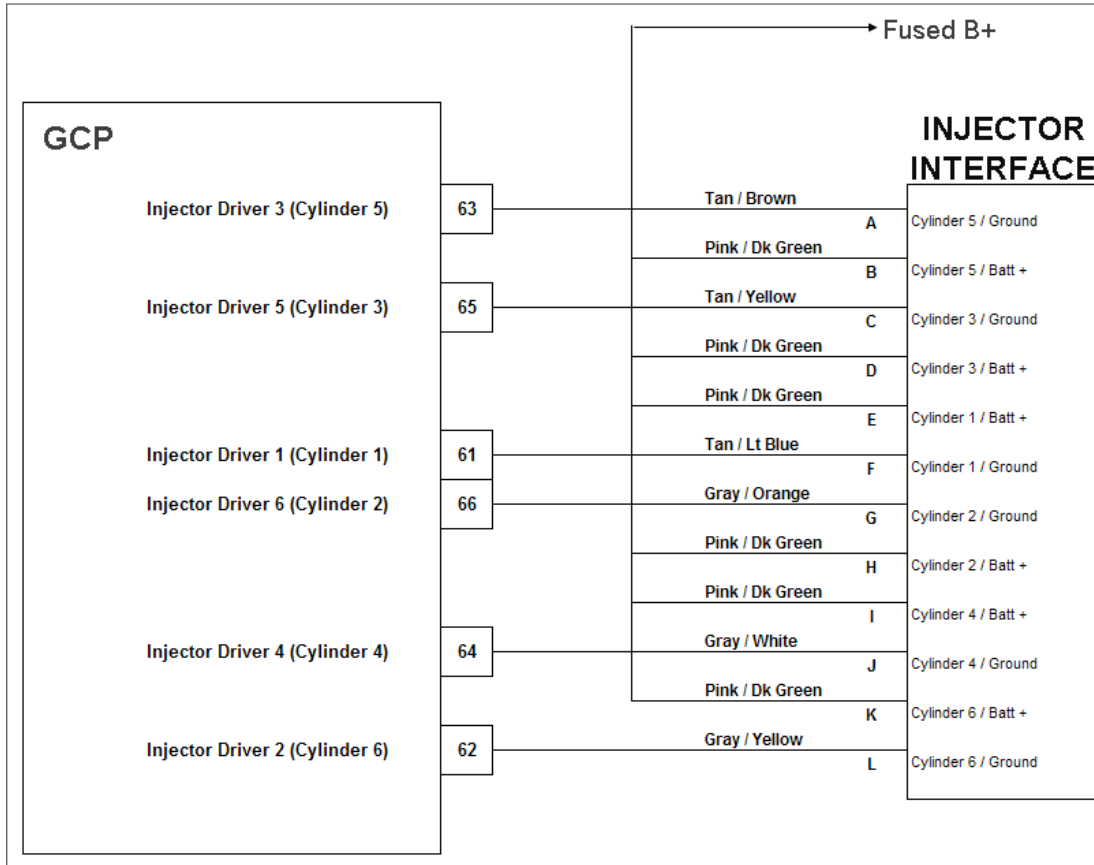 Fused B+
GCP
INJECTOR
INTERFACE
Injector Driver 3 (Cylinder 5)
63
Tan / Brown
A
Cylinder 5 / Ground
Pink / Dk Green
B
Cylinder 5 / Batt +
Injector Driver 5 (Cylinder 3)
65
Tan / Yellow
C
Cylinder 3 / Ground
Pink / Dk Green
D
Cylinder 3 / Batt +
Pink / Dk Green
E
Cylinder 1 / Batt +
Injector Driver 1 (Cylinder 1)
61
Tan / Lt Blue
F
Cylinder 1 / Ground
Injector Driver 6 (Cylinder 2)
66
Gray / Orange
G
Cylinder 2 / Ground
Pink / Dk Green
H
Cylinder 2 / Batt +
Pink / Dk Green
I
Cylinder 4 / Batt +
Injector Driver 4 (Cylinder 4)
64
Gray / White
J
Cylinder 4 / Ground
Pink / Dk Green
K
Cylinder 6 / Batt +
Injector Driver 2 (Cylinder 6)
62
Gray / Yellow
L
Cylinder 6 / Ground